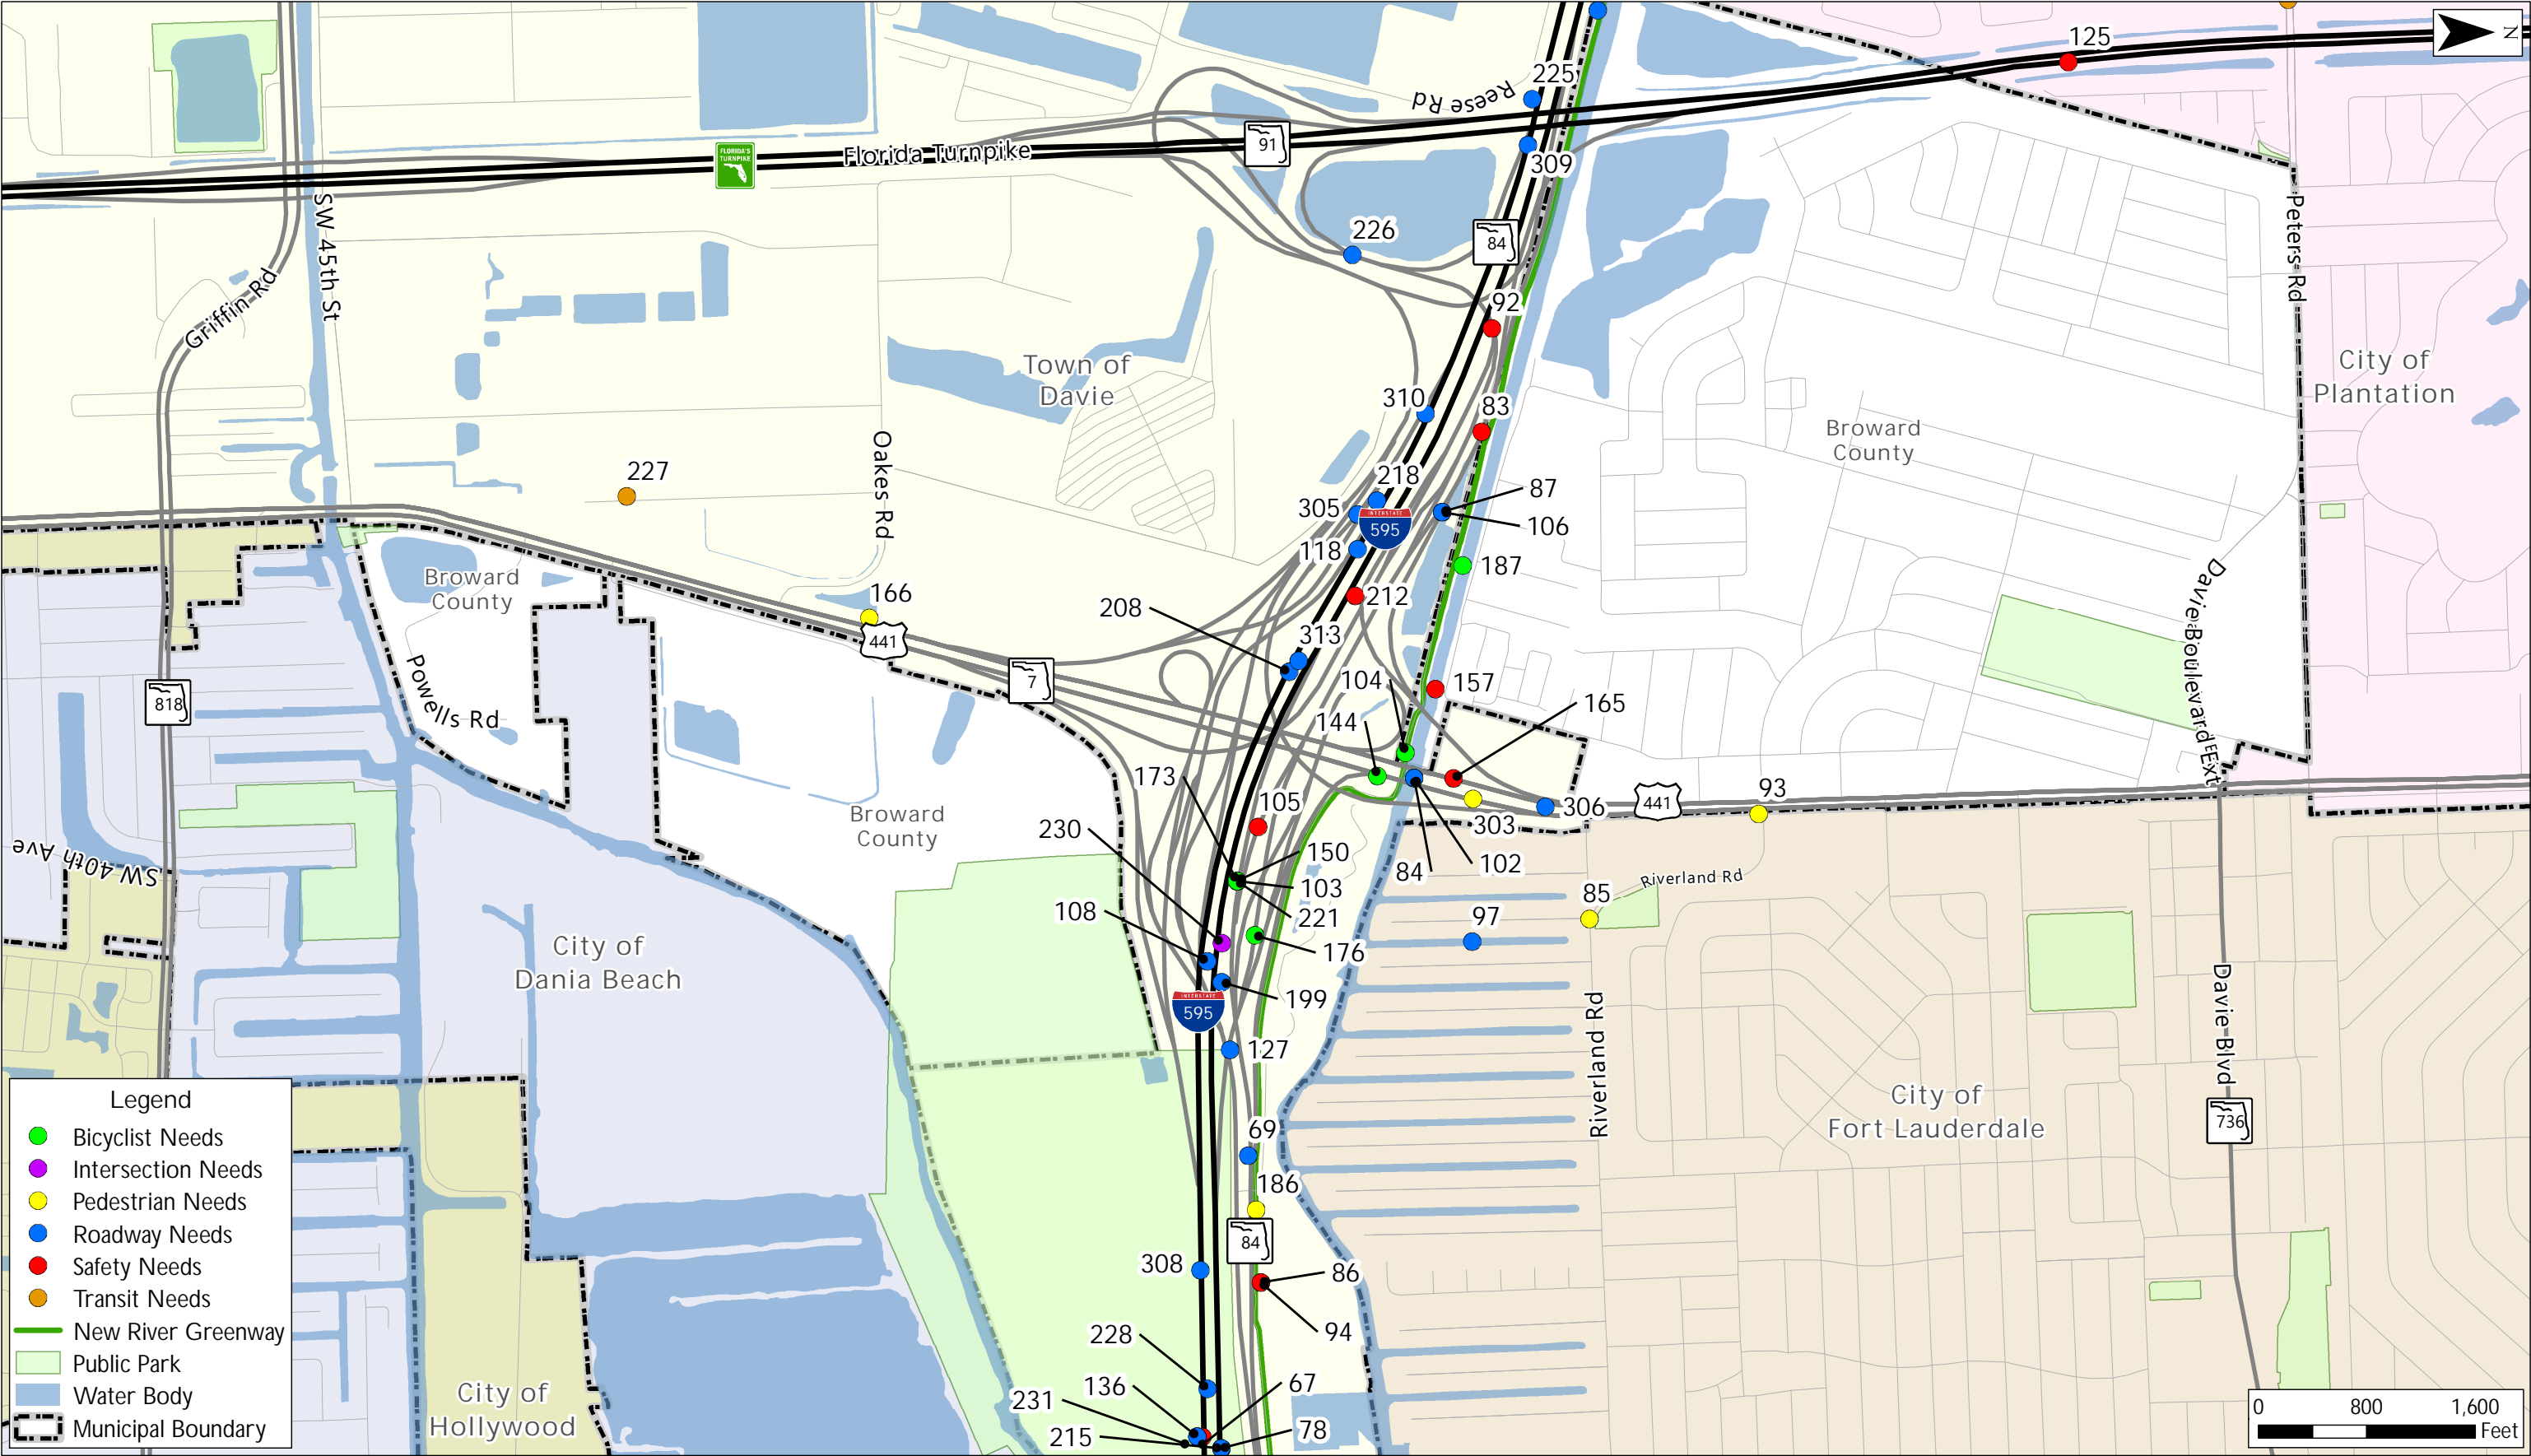 125
N
225
Reese Rd
FLORIDA'S
TURNPIKE
Florida Turnpike
91
309
SW 45th St
Peters Rd
226
84
Griffin Rd
92
Town of
Davie
City of
Plantation
310
83
Broward
County
Oakes Rd
227
218
87
305
INTERSTATE
595
106
118
187
Broward
County
166
208
212
Davie Boulevard Ext
441
313
7
104
157
818
Powells Rd
144
165
173
105
93
306
441
303
230
Broward
County
150
84
102
SW 40th Ave
103
Riverland Rd
85
108
221
97
176
City of
Dania Beach
199
INTERSTATE
595
127
Riverland Rd
Davie Blvd
City of
Fort Lauderdale
736
69
186
84
308
86
94
228
136
67
231
215
78
City of
Hollywood
Legend
Bicyclist Needs
Intersection Needs
Pedestrian Needs
Roadway Needs
Safety Needs
Transit Needs
New River Greenway
Public Park
Water Body
Municipal Boundary
0 800 1,600
Feet